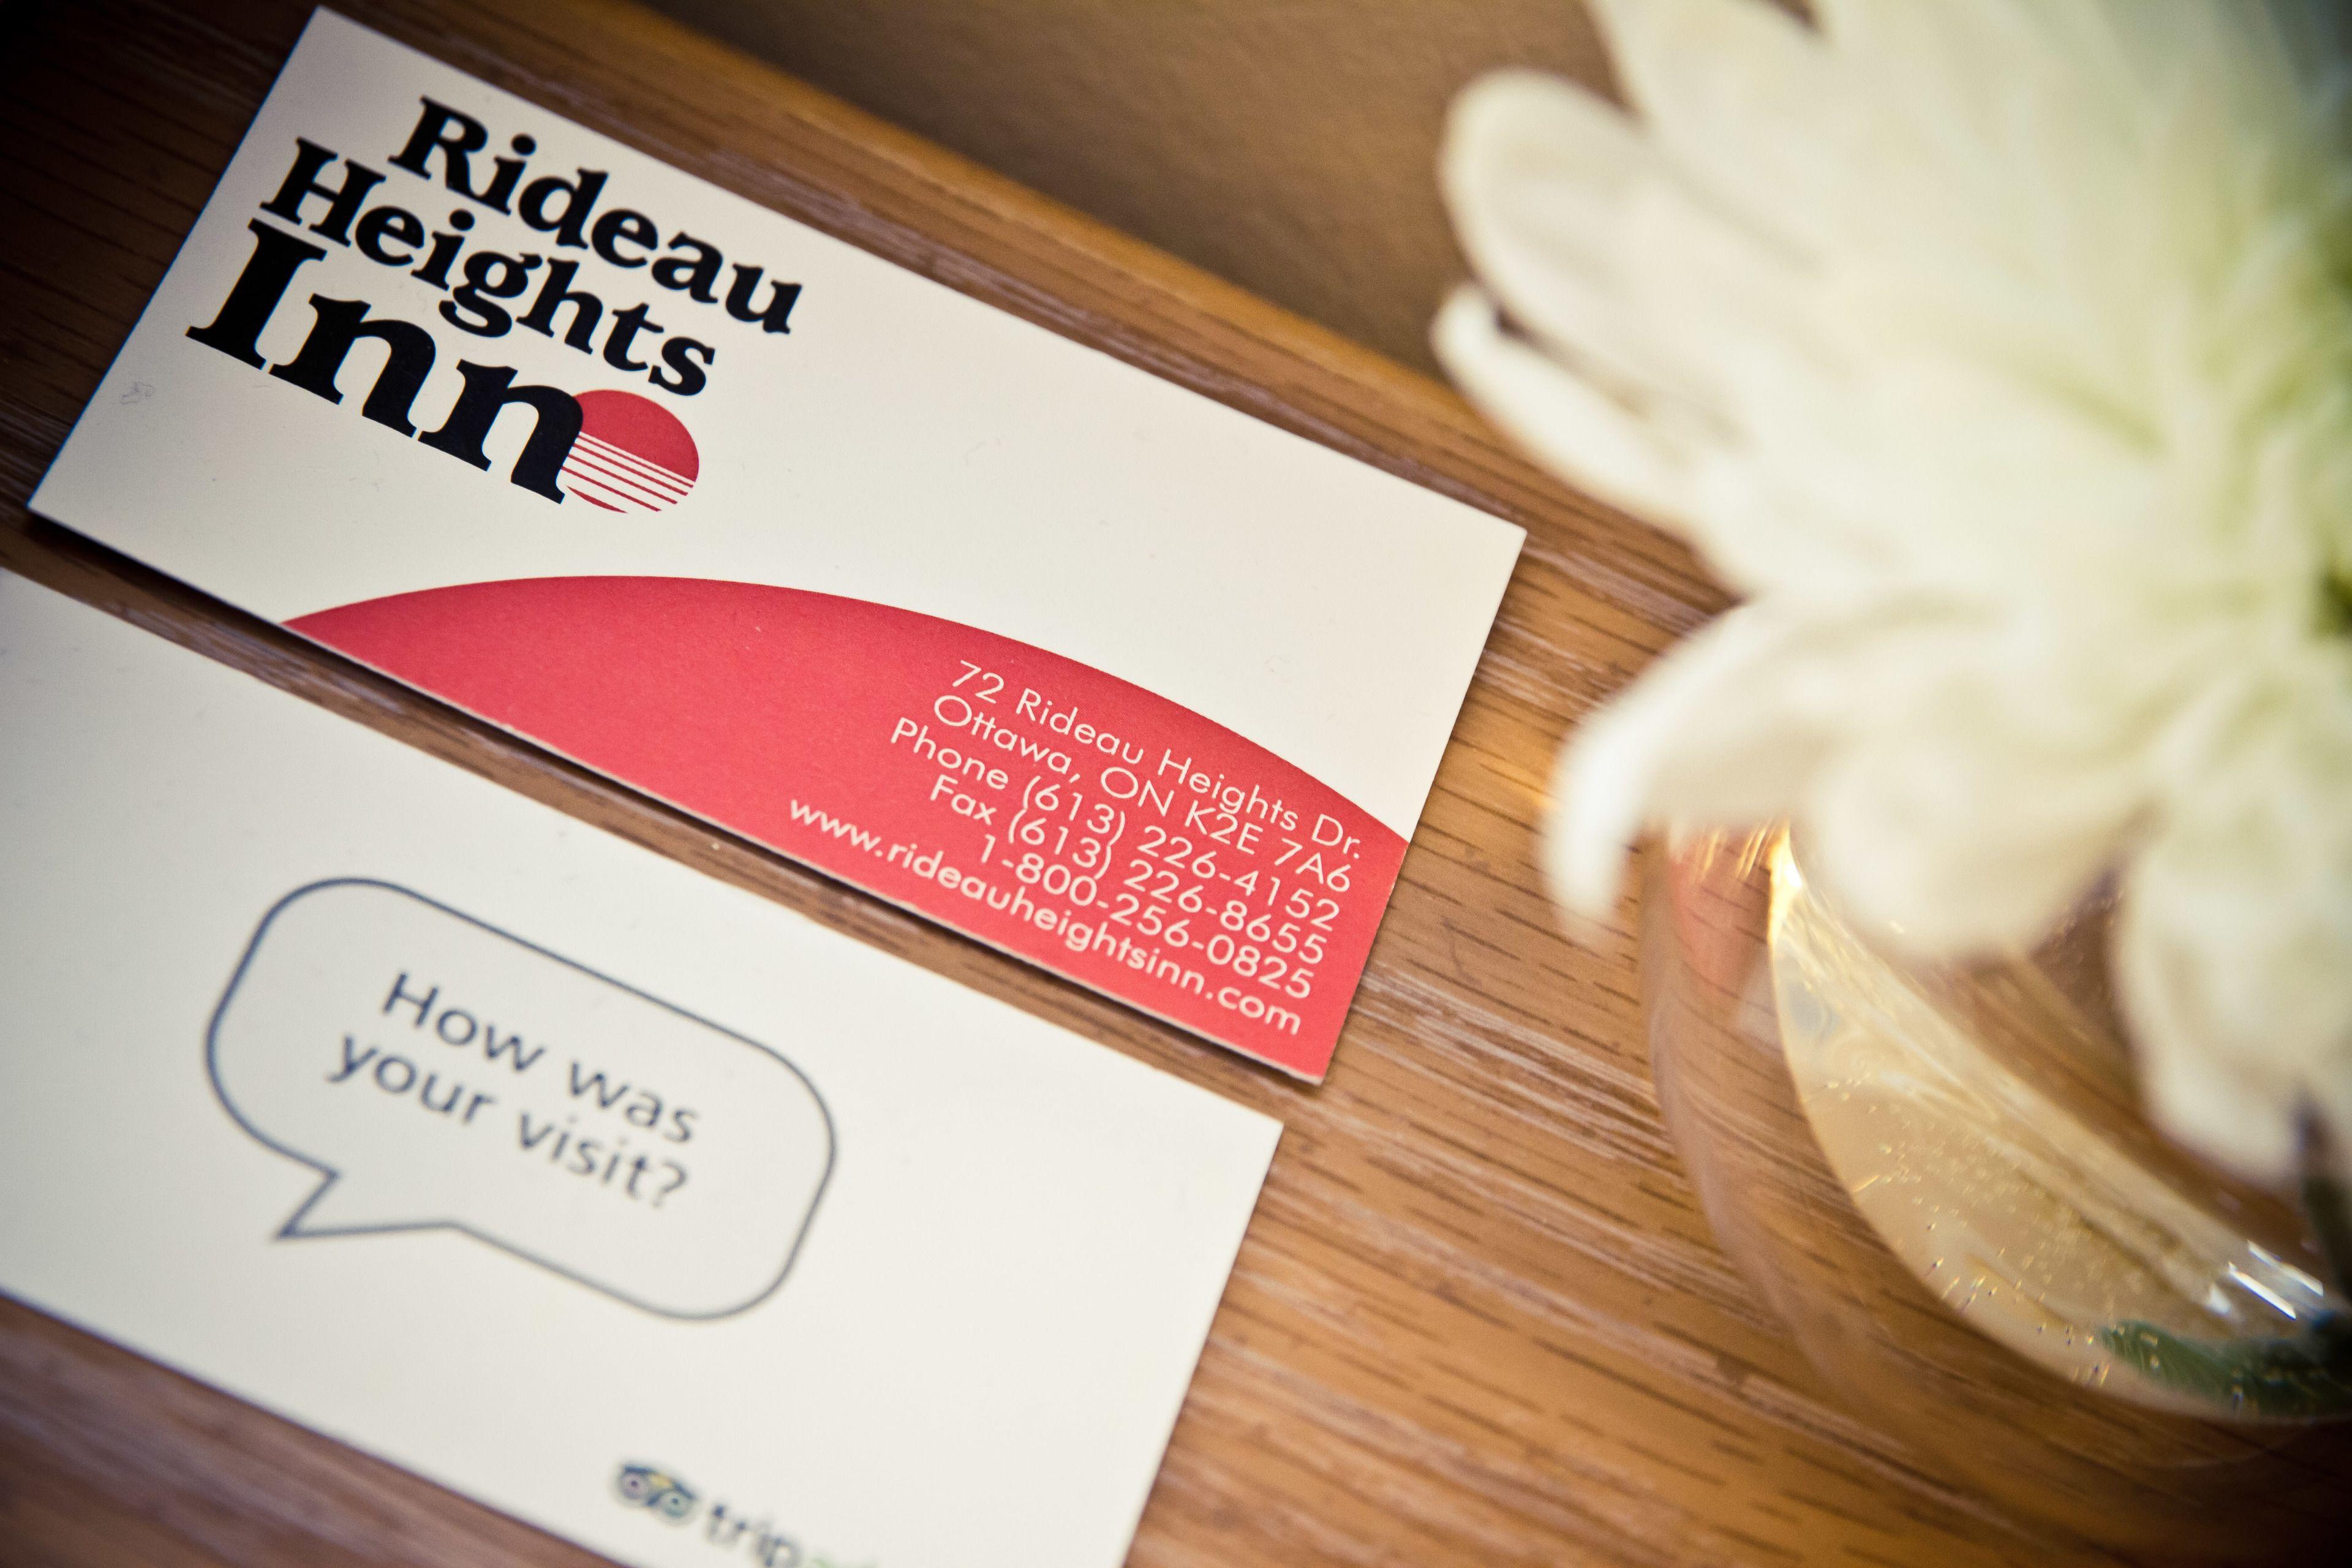 Rideau
Heights
Inn
72 Rideau Heights Dr.
Ottawa, ON K2E 7A6
Phone (613) 226-4152
Fax (613) 226-8655
1-800-256-0825
www.rideauheightsinn.com
How was
your visit?
trip